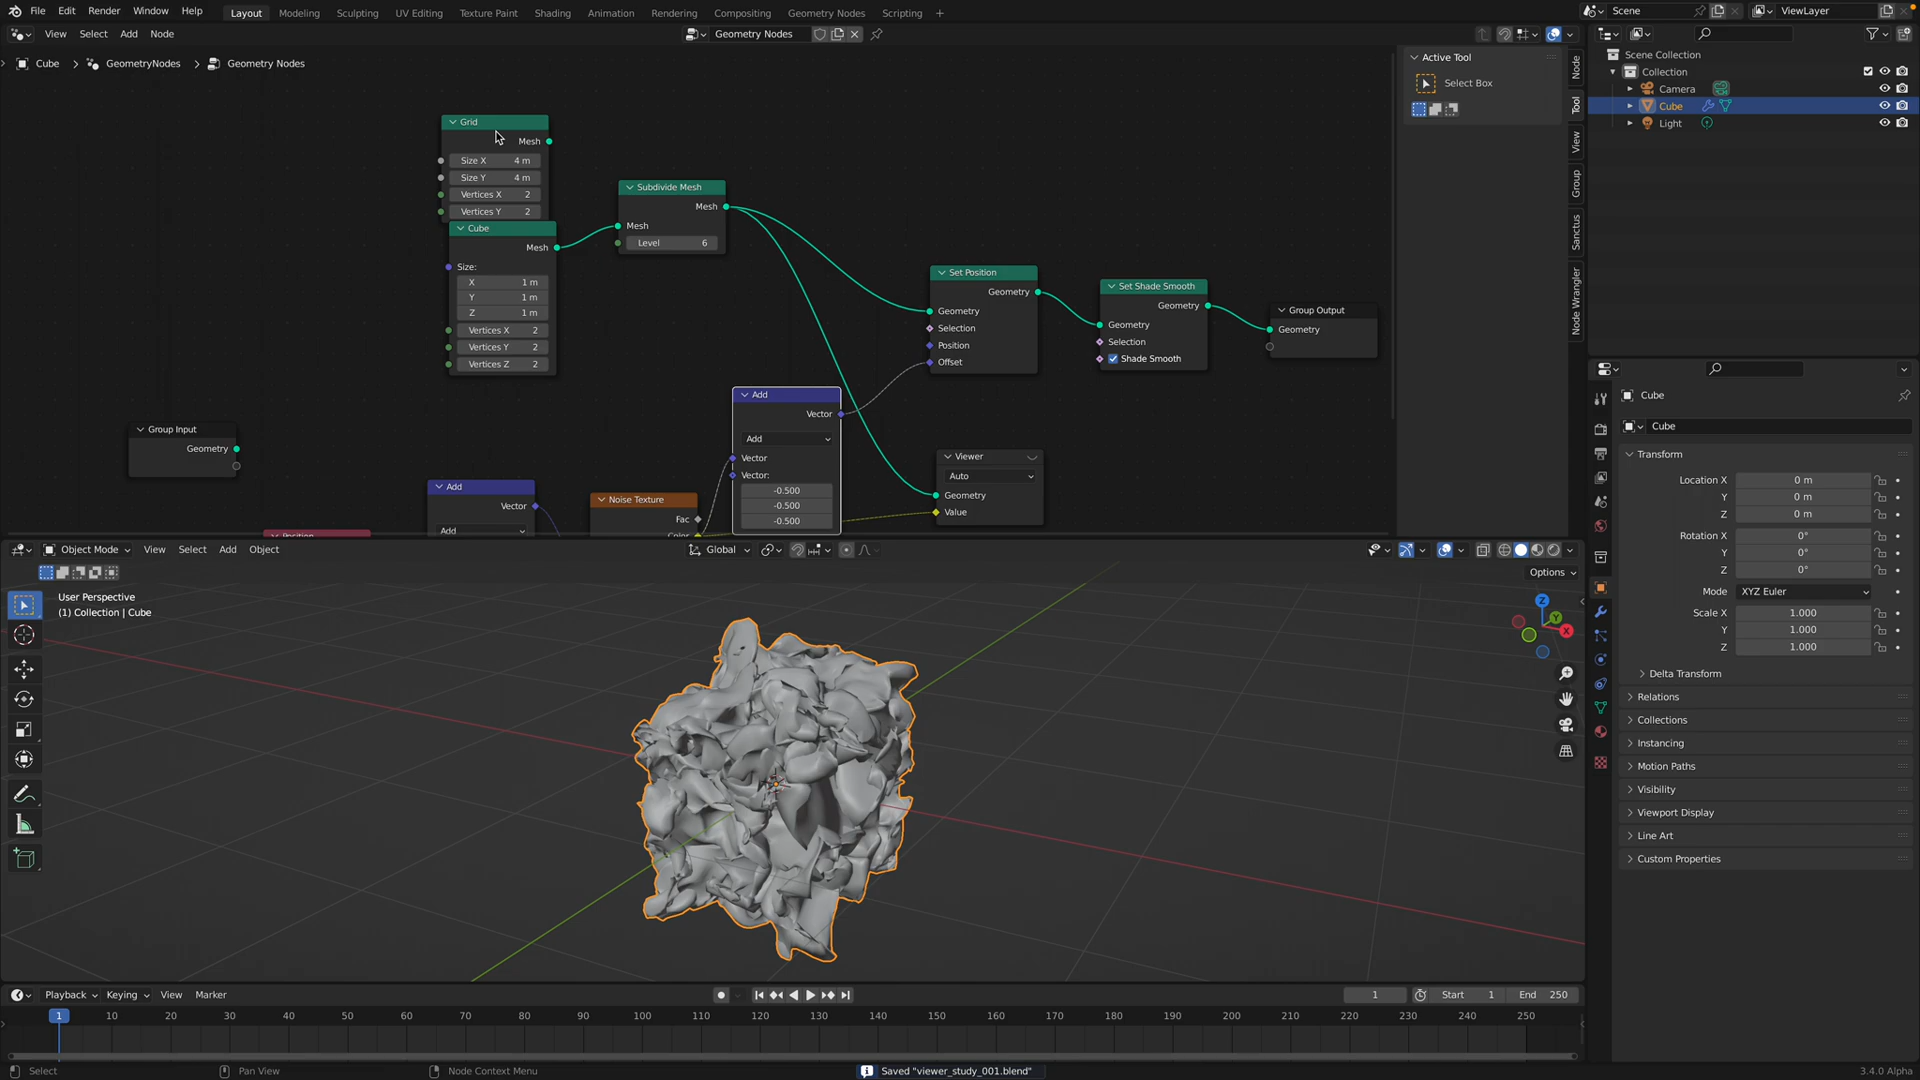 File Edit Render Window Help Layout Modeling Sculpting UV Editing Texture Paint Shading Animation Rendering Compositing Geometry Nodes Scripting + Scene ViewLayer
View Select Add Node Geometry Nodes
Cube GeometryNodes Geometry Nodes
Active Tool
Select Box
Node
Tool
View
Group
Sanctus
Node Wrangler
Scene Collection
Collection
Camera
Cube
Light
Grid
Mesh
Size X 4 m
Size Y 4 m
Vertices X 2
Vertices Y 2
Cube
Mesh
Size:
X 1 m
Y 1 m
Z 1 m
Vertices X 2
Vertices Y 2
Vertices Z 2
Subdivide Mesh
Mesh
Mesh
Level 6
Set Position
Geometry
Geometry
Selection
Position
Offset
Set Shade Smooth
Geometry
Geometry
Selection
Shade Smooth
Group Output
Geometry
Group Input
Geometry
Add
Vector
Add
Vector
Vector:
-0.500
-0.500
-0.500
Viewer
Auto
Geometry
Value
Add
Vector
Add
Noise Texture
Fac
Color
Position
Cube
Cube
Transform
Location X 0 m
Y 0 m
Z 0 m
Rotation X 0°
Y 0°
Z 0°
Mode XYZ Euler
Scale X 1.000
Y 1.000
Z 1.000
Delta Transform
Relations
Collections
Instancing
Motion Paths
Visibility
Viewport Display
Line Art
Custom Properties
Object Mode View Select Add Object Global
Options
User Perspective
(1) Collection | Cube
Z
Y
X
Playback Keying View Marker 1 Start 1 End 250
1 10 20 30 40 50 60 70 80 90 100 110 120 130 140 150 160 170 180 190 200 210 220 230 240 250
Select Pan View Node Context Menu Saved "viewer_study_001.blend" 3.4.0 Alpha